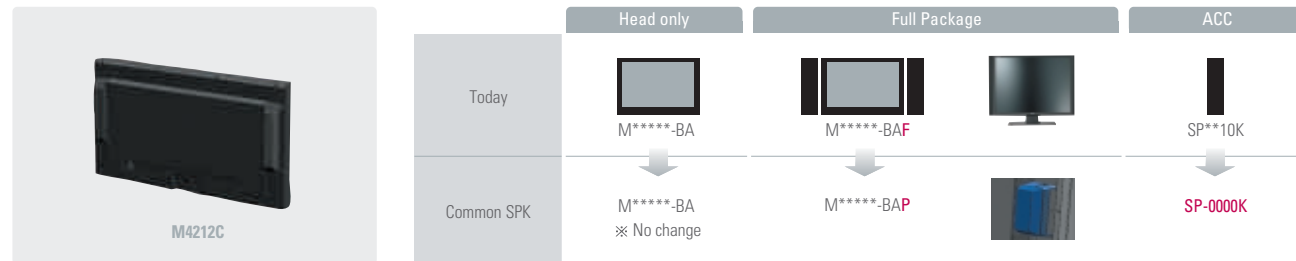 Head only
Full Package
ACC
Today
M*****-BA
M*****-BAF
SP**10K
Common SPK
M*****-BA
※ No change
M*****-BAP
SP-0000K
M4212C